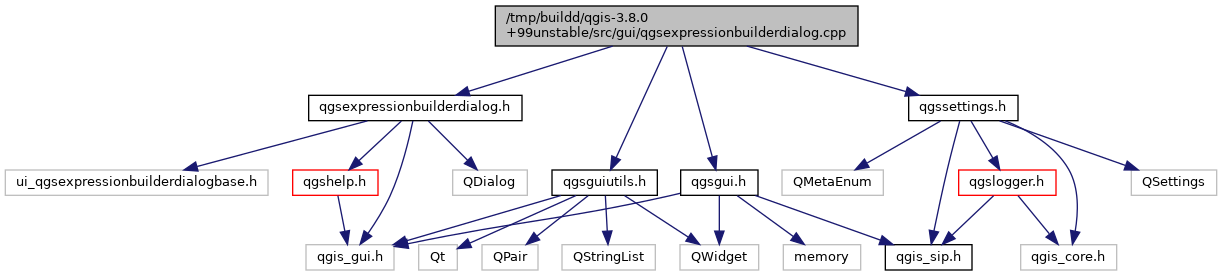 /tmp/buildd/qgis-3.8.0
+99unstable/src/gui/qgsexpressionbuilderdialog.cpp
qgsexpressionbuilderdialog.h
qgssettings.h
ui_qgsexpressionbuilderdialogbase.h
qgshelp.h
QDialog
qgsguiutils.h
qgsgui.h
QMetaEnum
qgslogger.h
QSettings
qgis_gui.h
Qt
QPair
QStringList
QWidget
memory
qgis_sip.h
qgis_core.h